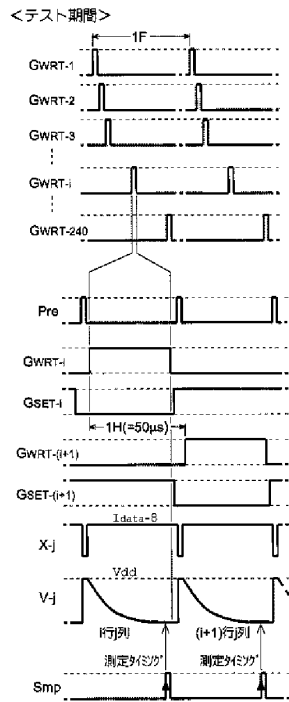 ＜テスト期間＞
1F
GWRT-1
GWRT-2
GWRT-3
GWRT-i
GWRT-240
Pre
GWRT-i
GSET-i
1H(=50μs)
GWRT-(i+1)
GSET-(i+1)
Idata-8
X-j
Vdd
V-j
i行j列
(i+1)行j列
測定タイミング
測定タイミング
Smp